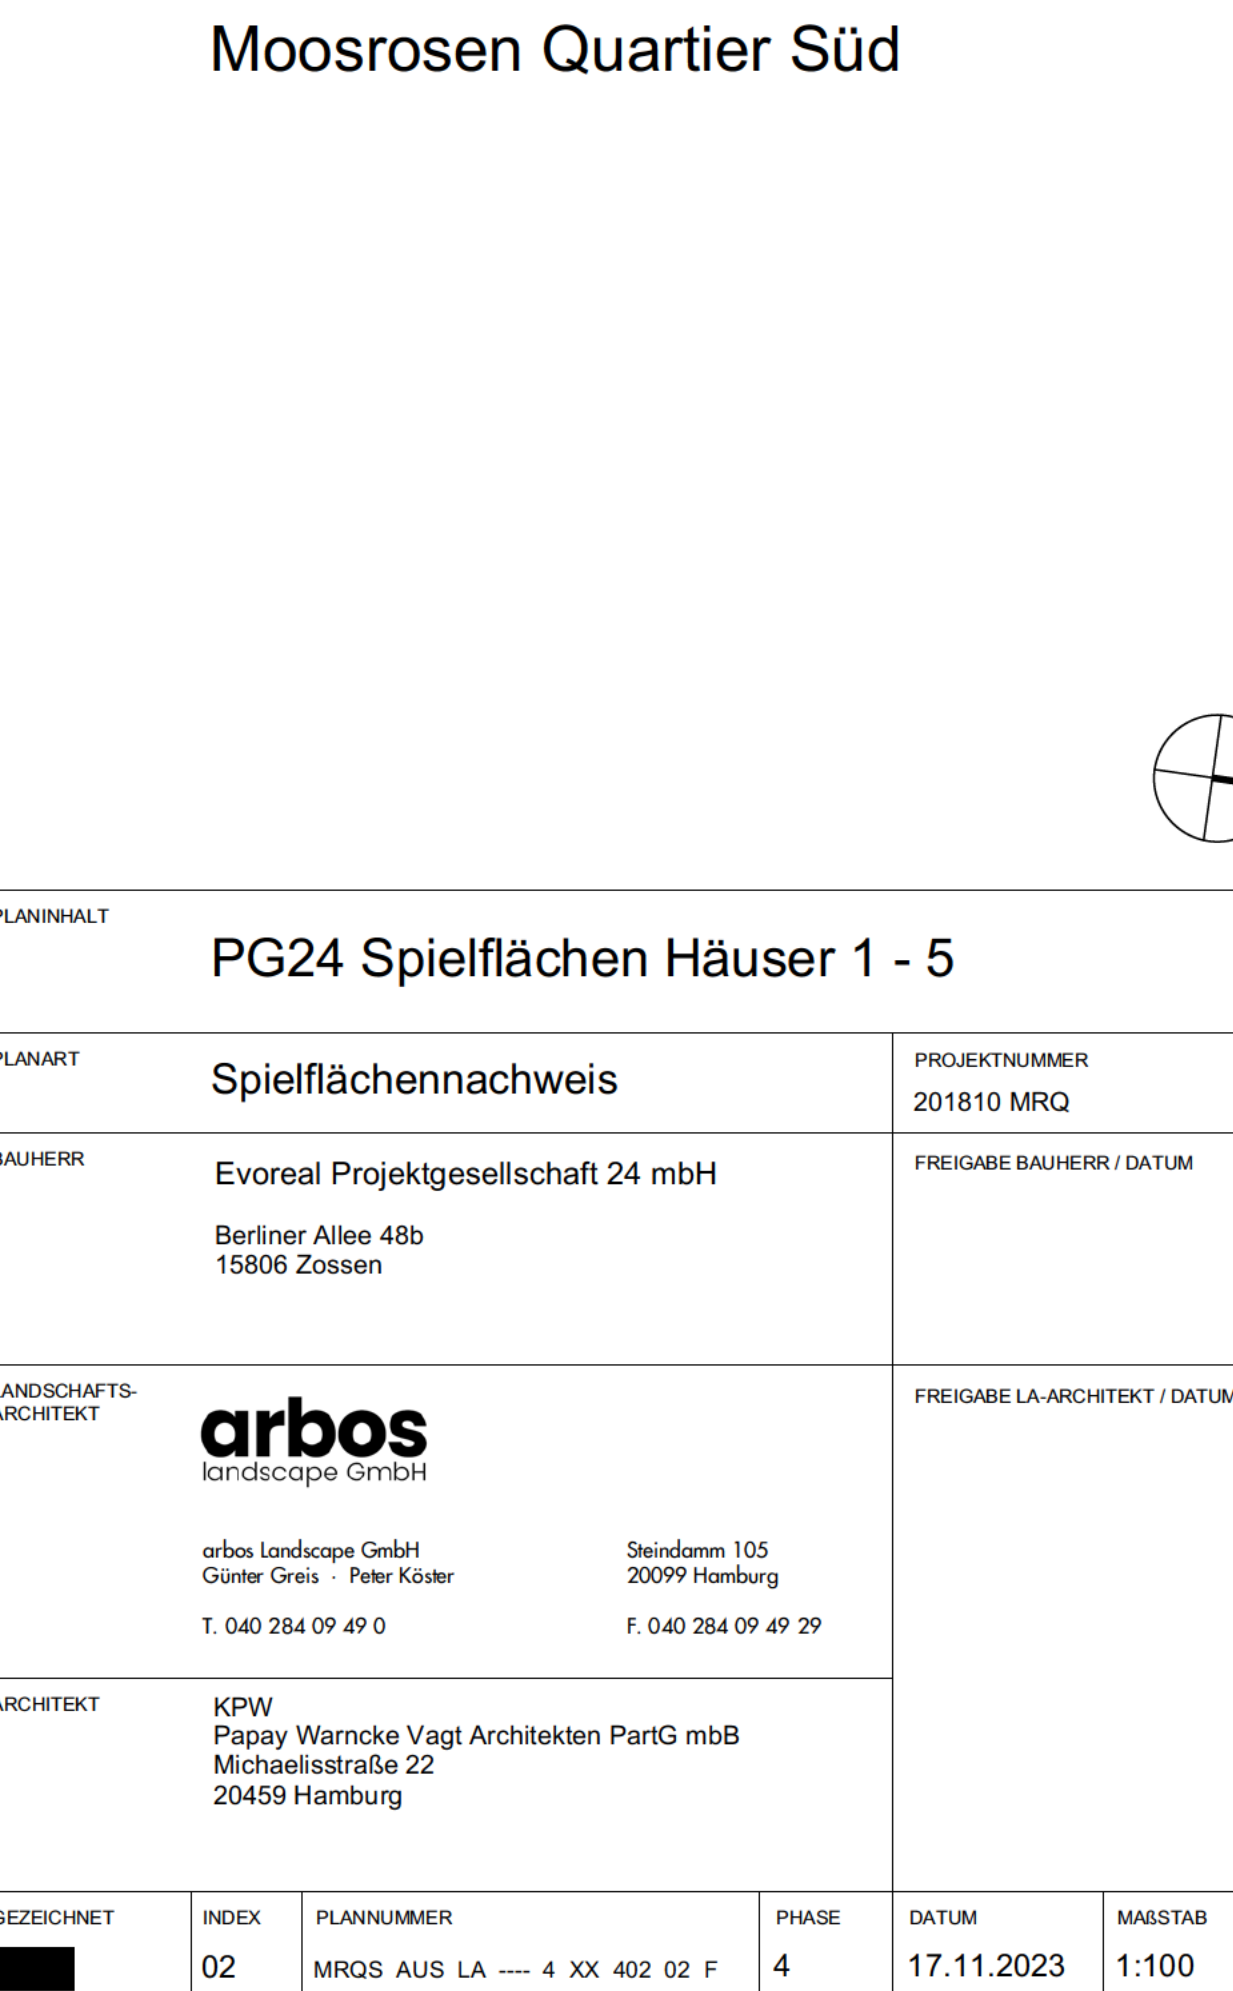 Moosrosen Quartier Süd
PLANINHALT
PG24 Spielflächen Häuser 1 - 5
PLANART
Spielflächennachweis
PROJEKTNUMMER
201810 MRQ
BAUHERR
Evoreal Projektgesellschaft 24 mbH
Berliner Allee 48b
15806 Zossen
FREIGABE BAUHERR / DATUM
LANDSCHAFTS-
ARCHITEKT
arbos
landscape GmbH
arbos Landscape GmbH
Günter Greis · Peter Köster
T. 040 284 09 49 0
Steindamm 105
20099 Hamburg
F. 040 284 09 49 29
FREIGABE LA-ARCHITEKT / DATUM
ARCHITEKT
KPW
Papay Warncke Vagt Architekten PartG mbB
Michaelisstraße 22
20459 Hamburg
GEZEICHNET
INDEX
02
PLANNUMMER
MRQS AUS LA ---- 4 XX 402 02 F
PHASE
4
DATUM
17.11.2023
MAßSTAB
1:100